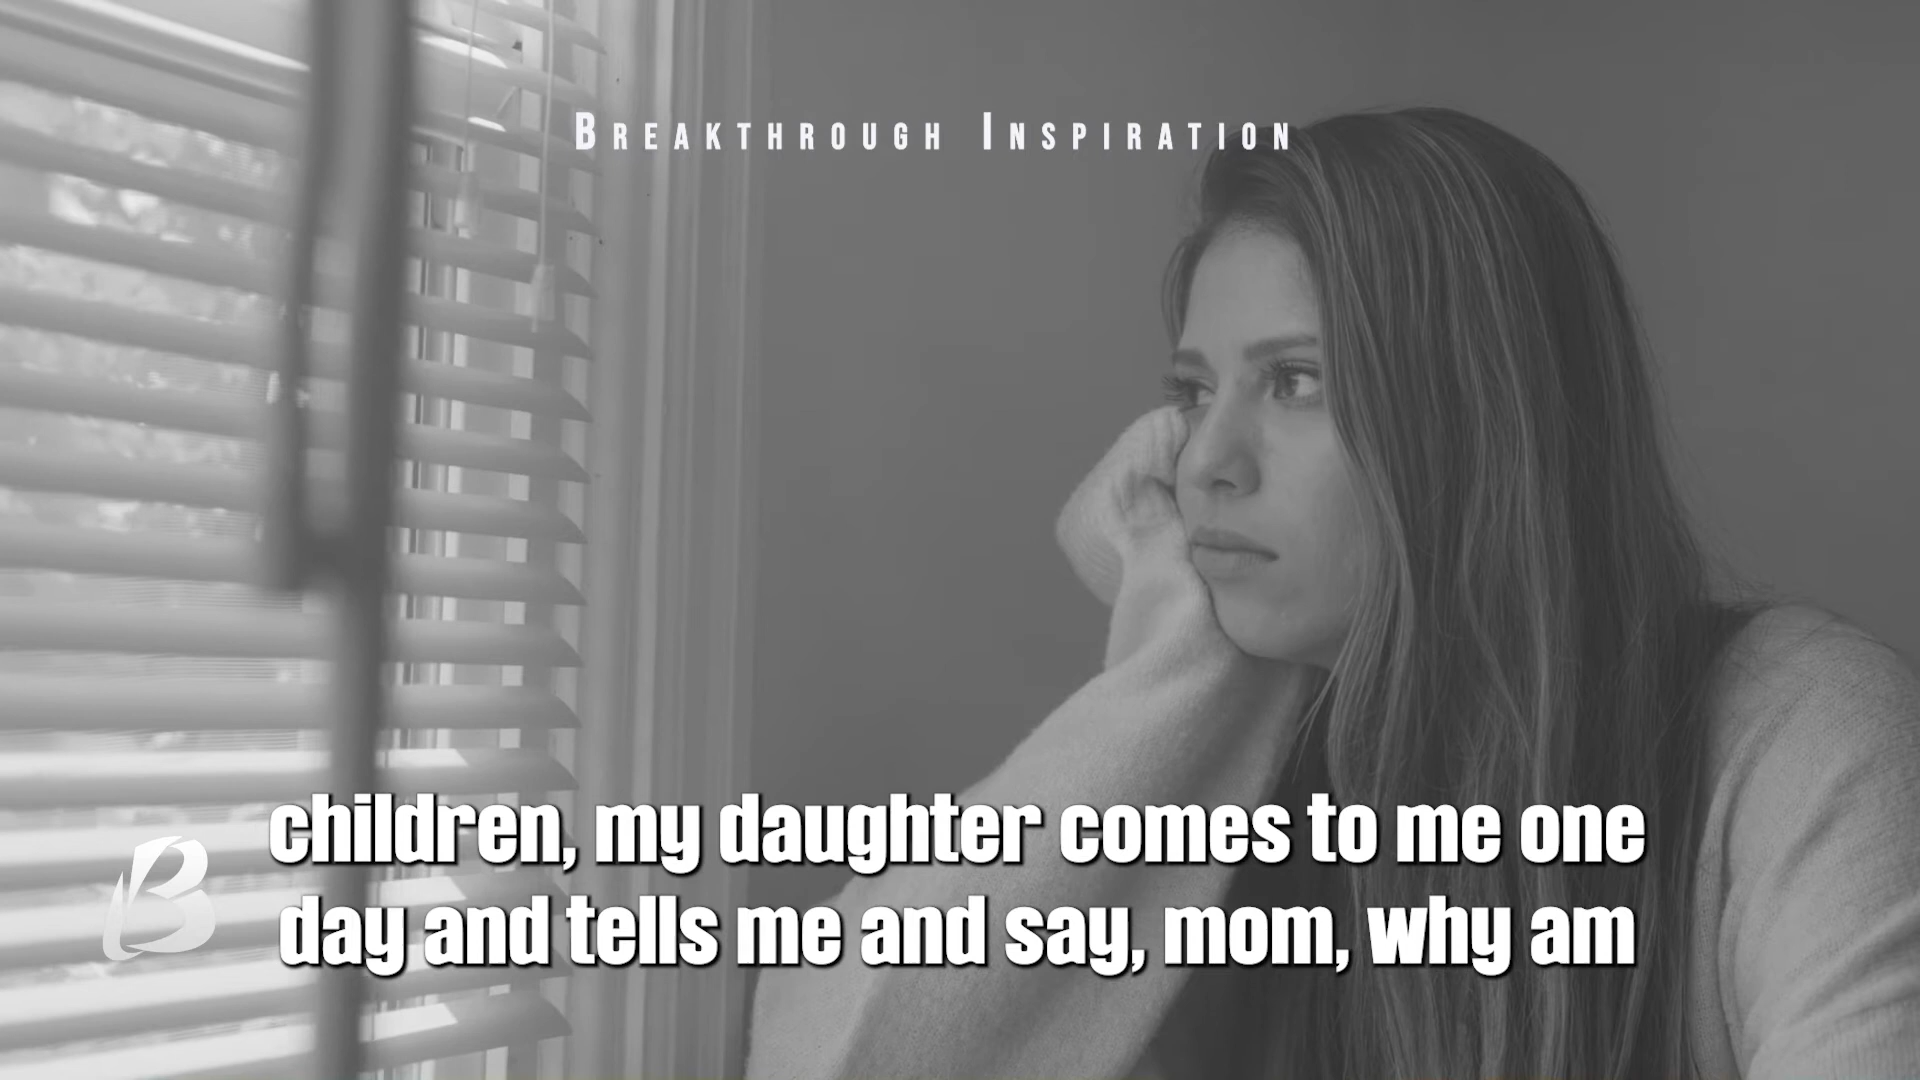 Breakthrough Inspiration
children, my daughter comes to me one
day and tells me and say, mom, why am
B